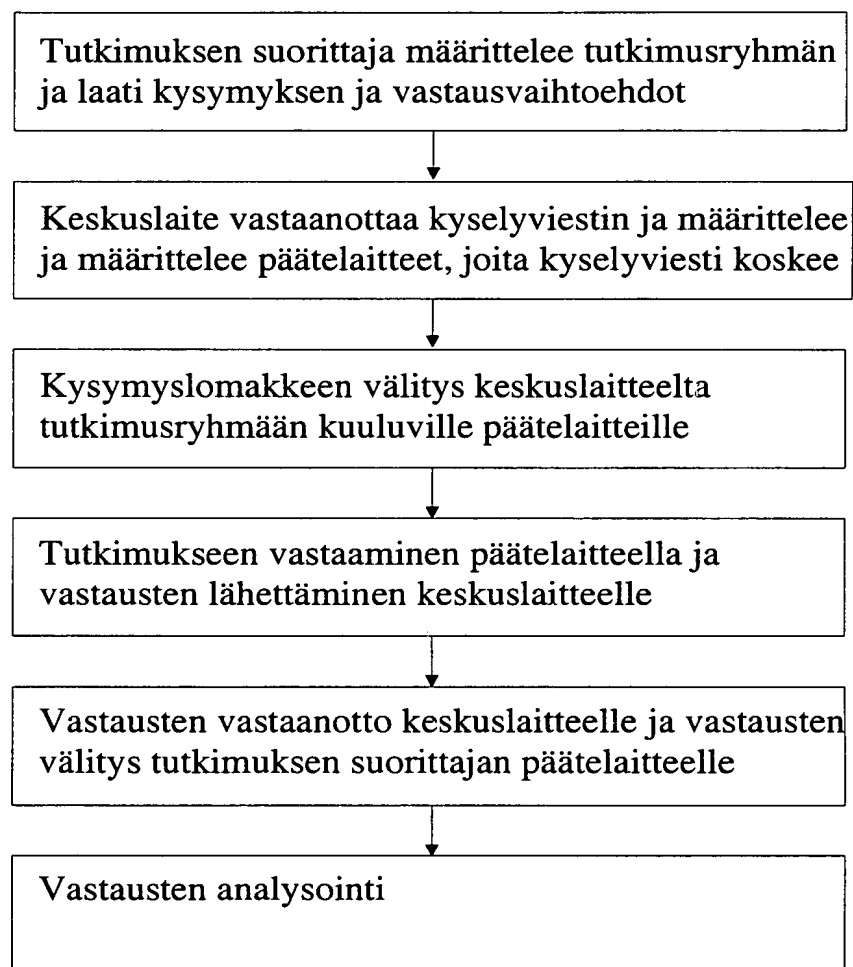 Tutkimuksen suorittaja määrittelee tutkimusryhmän
ja laati kysymyksen ja vastausvaihtoehdot
Keskuslaite vastaanottaa kyselyviestin ja määrittelee
ja määrittelee päätelaitteet, joita kyselyviesti koskee
Kysymyslomakkeen välitys keskuslaitteelta
tutkimusryhmään kuuluville päätelaitteille
Tutkimukseen vastaaminen päätelaitteella ja
vastausten lähettäminen keskuslaitteelle
Vastausten vastaanotto keskuslaitteelle ja vastausten
välitys tutkimuksen suorittajan päätelaitteelle
Vastausten analysointi